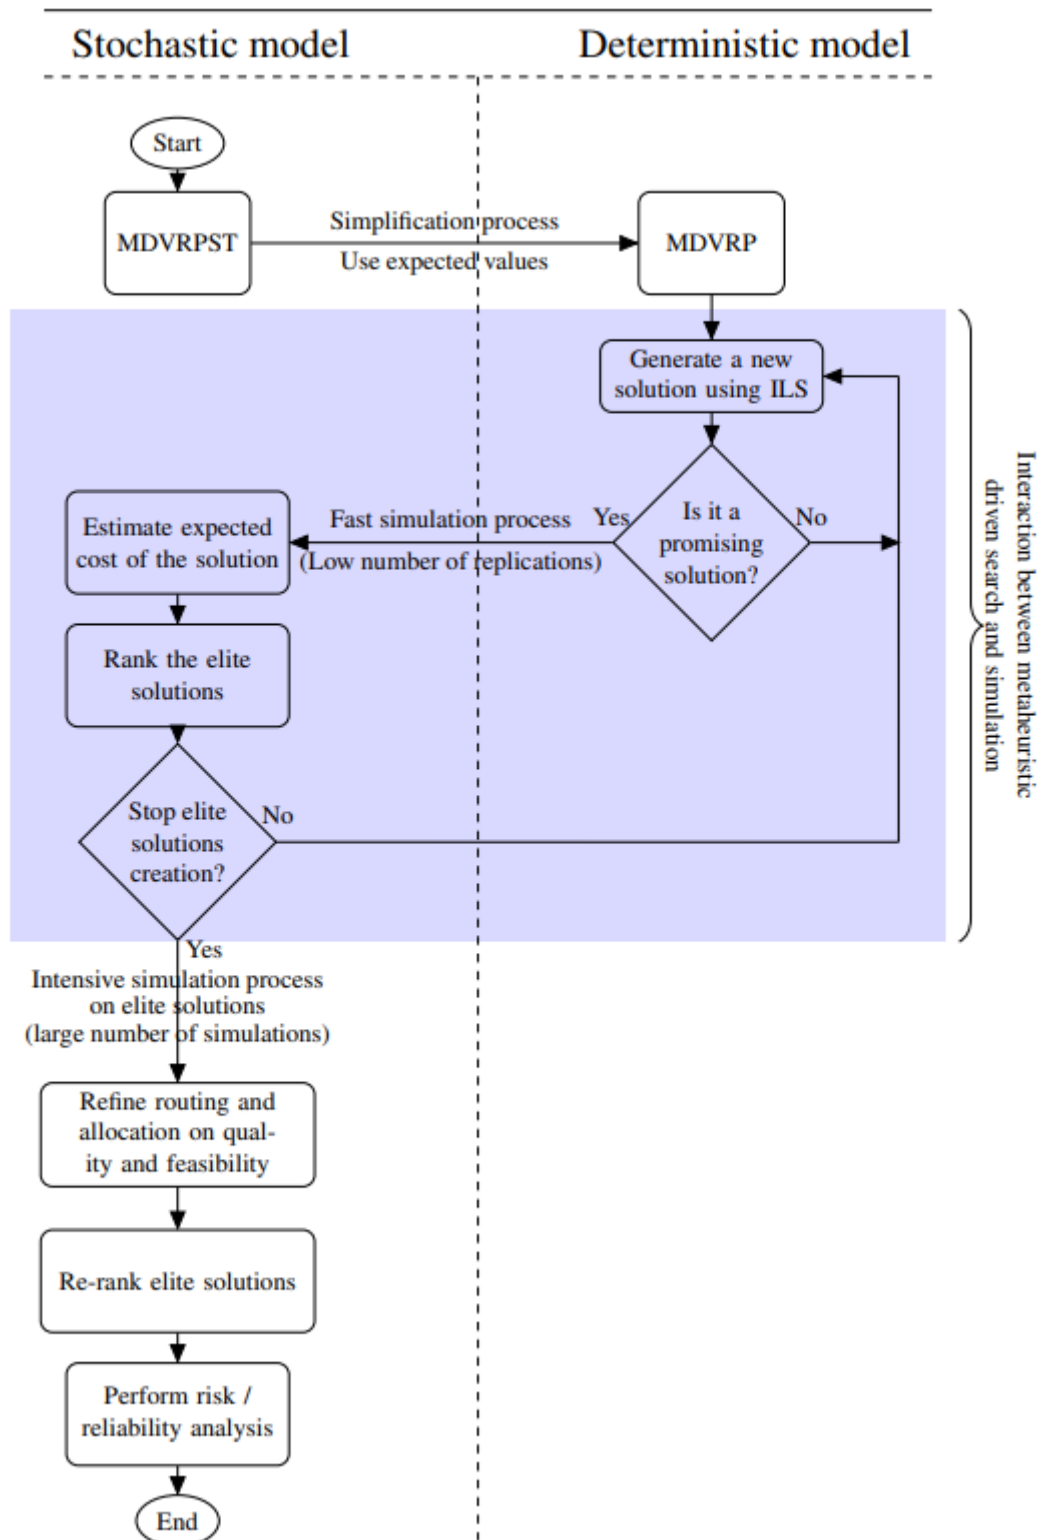 Stochastic model
Deterministic model
Start
MDVRPST
Simplification process
Use expected values
MDVRP
Generate a new
solution using ILS
Is it a
promising
solution?
Yes
No
Fast simulation process
(Low number of replications)
Estimate expected
cost of the solution
Rank the elite
solutions
Stop elite
solutions
creation?
No
Yes
Interaction between metaheuristic
driven search and simulation
Intensive simulation process
on elite solutions
(large number of simulations)
Refine routing and
allocation on qual-
ity and feasibility
Re-rank elite solutions
Perform risk /
reliability analysis
End